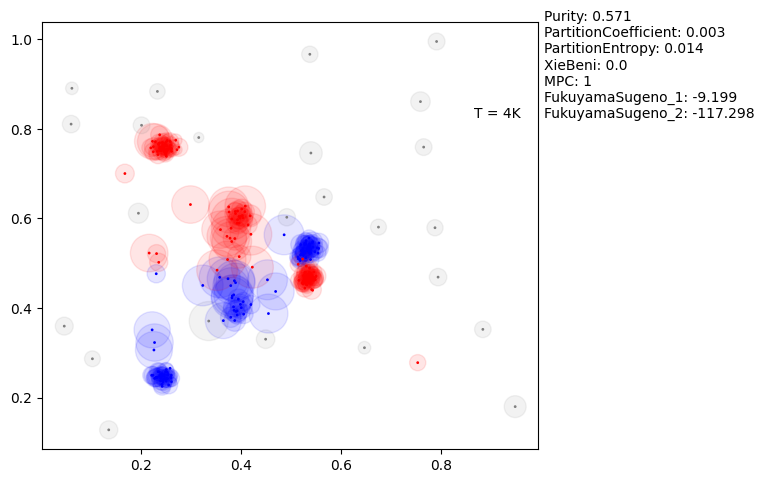 Purity: 0.571
PartitionCoefficient: 0.003
PartitionEntropy: 0.014
XieBeni: 0.0
MPC: 1
FukuyamaSugeno_1: -9.199
FukuyamaSugeno_2: -117.298
T = 4K
1.0
0.8
0.6
0.4
0.2
0.2 0.4 0.6 0.8